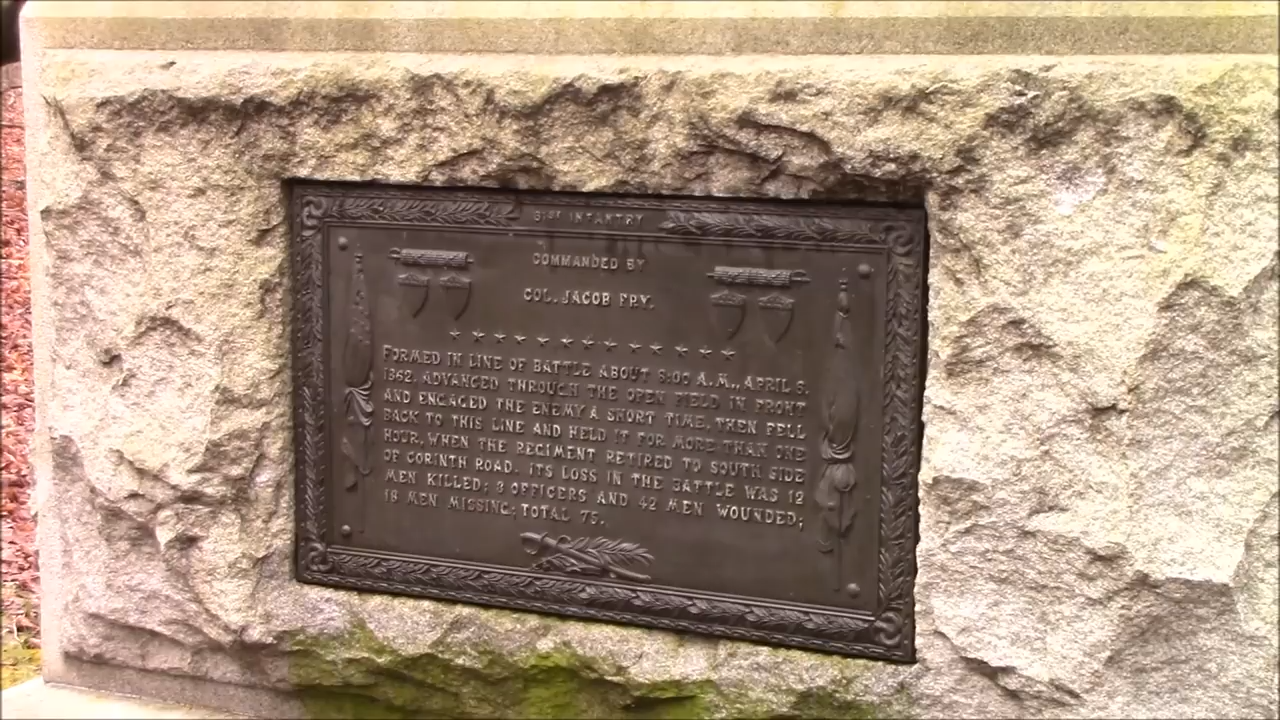 61ST INFANTRY
COMMANDED BY
COL. JACOB FRY.
FORMED IN LINE OF BATTLE ABOUT 8:00 A.M., APRIL 6,
1862. ADVANCED THROUGH THE OPEN FIELD IN FRONT
AND ENGAGED THE ENEMY A SHORT TIME, THEN FELL
BACK TO THIS LINE AND HELD IT FOR MORE THAN ONE
HOUR, WHEN THE REGIMENT RETIRED TO SOUTH SIDE
OF CORINTH ROAD. ITS LOSS IN THE BATTLE WAS 12
MEN KILLED; 3 OFFICERS AND 42 MEN WOUNDED;
18 MEN MISSING; TOTAL 75.